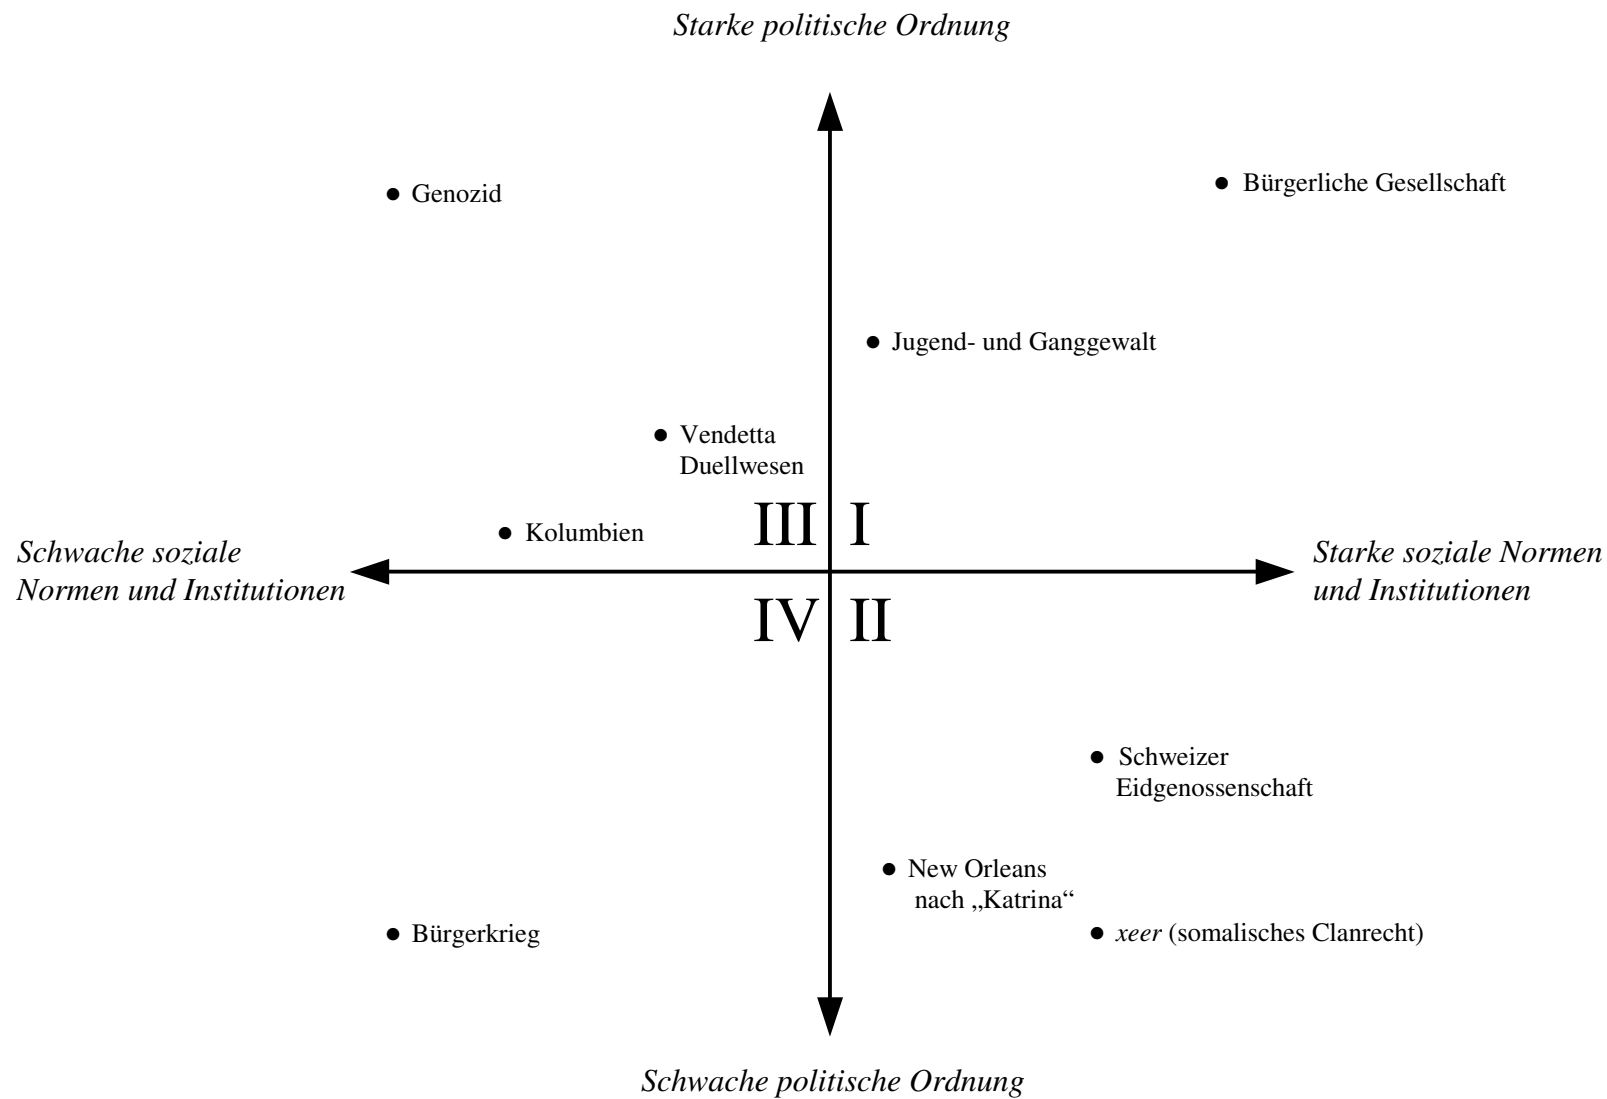 Starke politische Ordnung
Genozid
Bürgerliche Gesellschaft
Jugend- und Ganggewalt
Vendetta
Duellwesen
III I
Kolumbien
Schwache soziale
Normen und Institutionen
Starke soziale Normen
und Institutionen
IV II
Schweizer
Eidgenossenschaft
New Orleans
nach „Katrina“
Bürgerkrieg
xeer (somalisches Clanrecht)
Schwache politische Ordnung